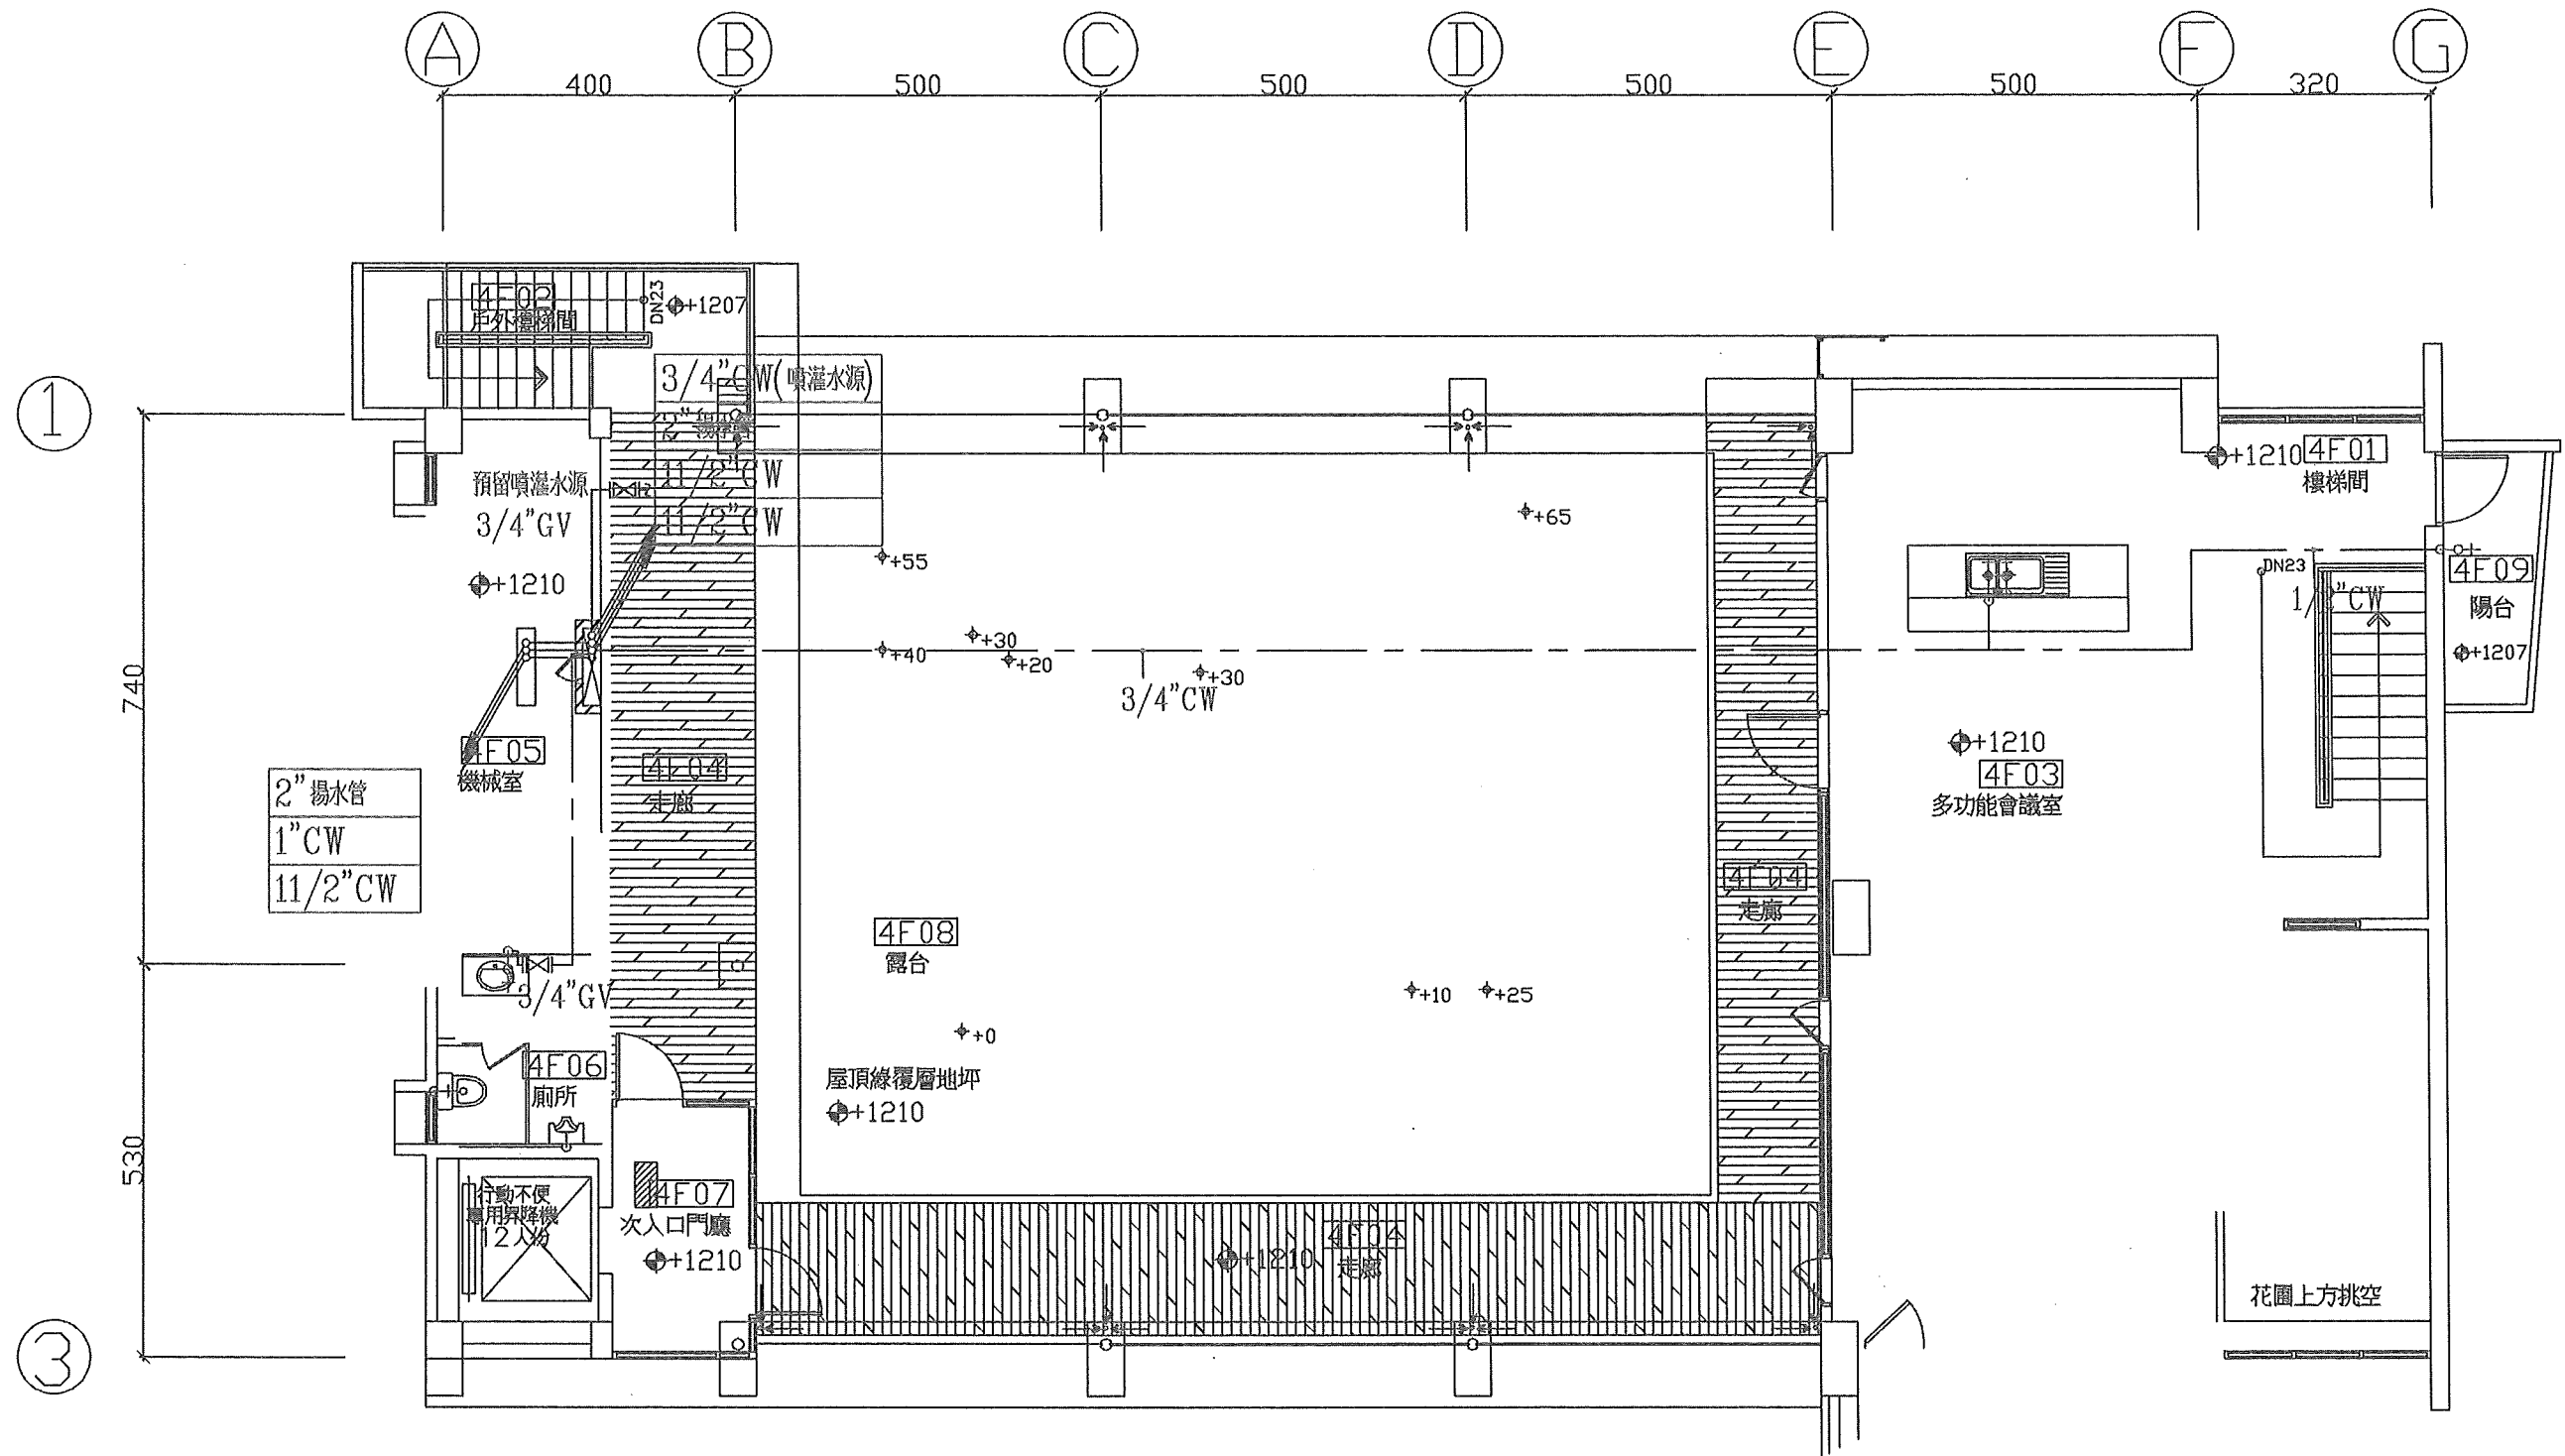 A
B
C
D
E
F
G
400
500
500
500
500
320
4F02
戶外樓梯間
DN23
+1207
3/4"CW(噴灌水源)
11/2"CW
11/2"CW
1
預留噴灌水源
3/4"GV
+1210
+1210
4F01
樓梯間
+65
+55
DN23
4F09
1/2"CW
陽台
+1207
+30
+40
+20
+30
3/4"CW
740
4F05
機械室
4F04
走廊
+1210
4F03
多功能會議室
2"揚水管
1"CW
11/2"CW
4F04
走廊
4F08
露台
3/4"GV
+10
+25
+0
4F06
廁所
屋頂綠覆層地坪
+1210
530
行動不便
專用昇降機
12人份
4F07
次入口門廳
+1210
4F04
+1210
走廊
花圃上方挑空
3